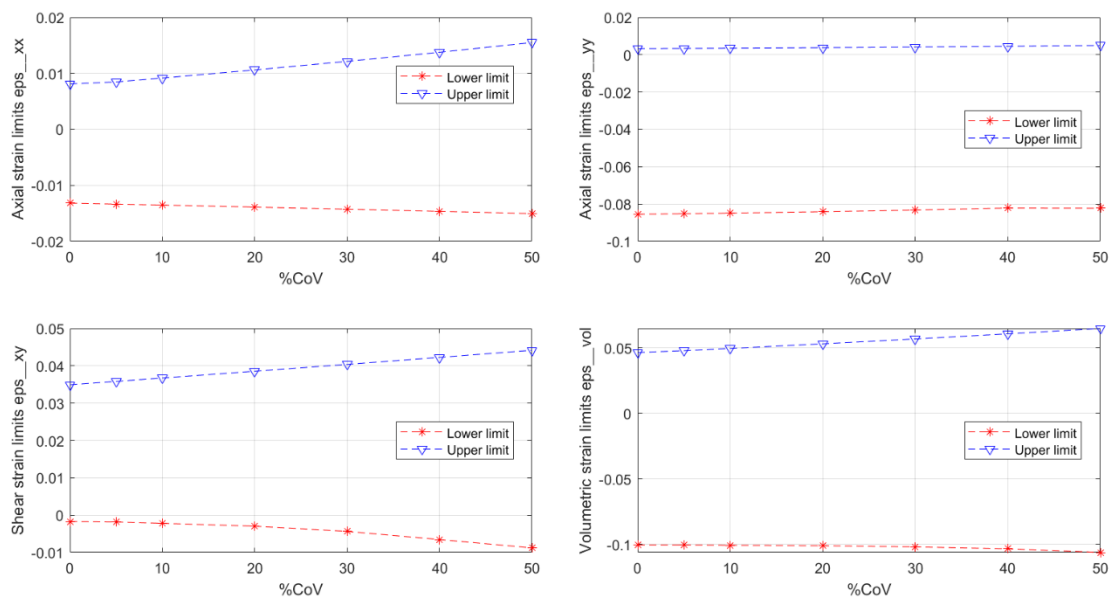 Axial strain limits eps__xx
0.02
0.01
0
-0.01
-0.02
Lower limit
Upper limit
0 10 20 30 40 50
%CoV
Axial strain limits eps__yy
0.02
0
-0.02
-0.04
-0.06
-0.08
-0.1
Lower limit
Upper limit
0 10 20 30 40 50
%CoV
Shear strain limits eps__xy
0.05
0.04
0.03
0.02
0.01
0
-0.01
Lower limit
Upper limit
0 10 20 30 40 50
%CoV
Volumetric strain limits eps__vol
0.05
0
-0.05
-0.1
Lower limit
Upper limit
0 10 20 30 40 50
%CoV